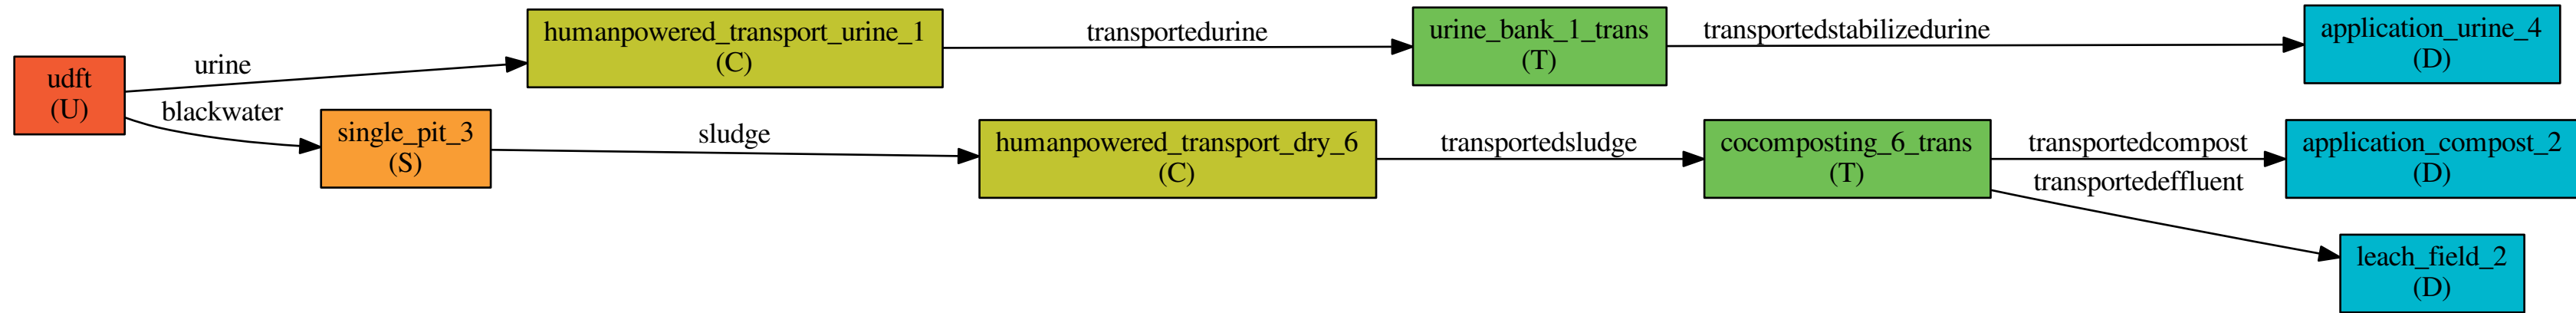 udft
(U)
urine
blackwater
humanpowered_transport_urine_1
(C)
transportedurine
urine_bank_1_trans
(T)
transportedstabilizedurine
application_urine_4
(D)
single_pit_3
(S)
sludge
humanpowered_transport_dry_6
(C)
transportedsludge
cocomposting_6_trans
(T)
transportedcompost
application_compost_2
(D)
transportedeffluent
leach_field_2
(D)